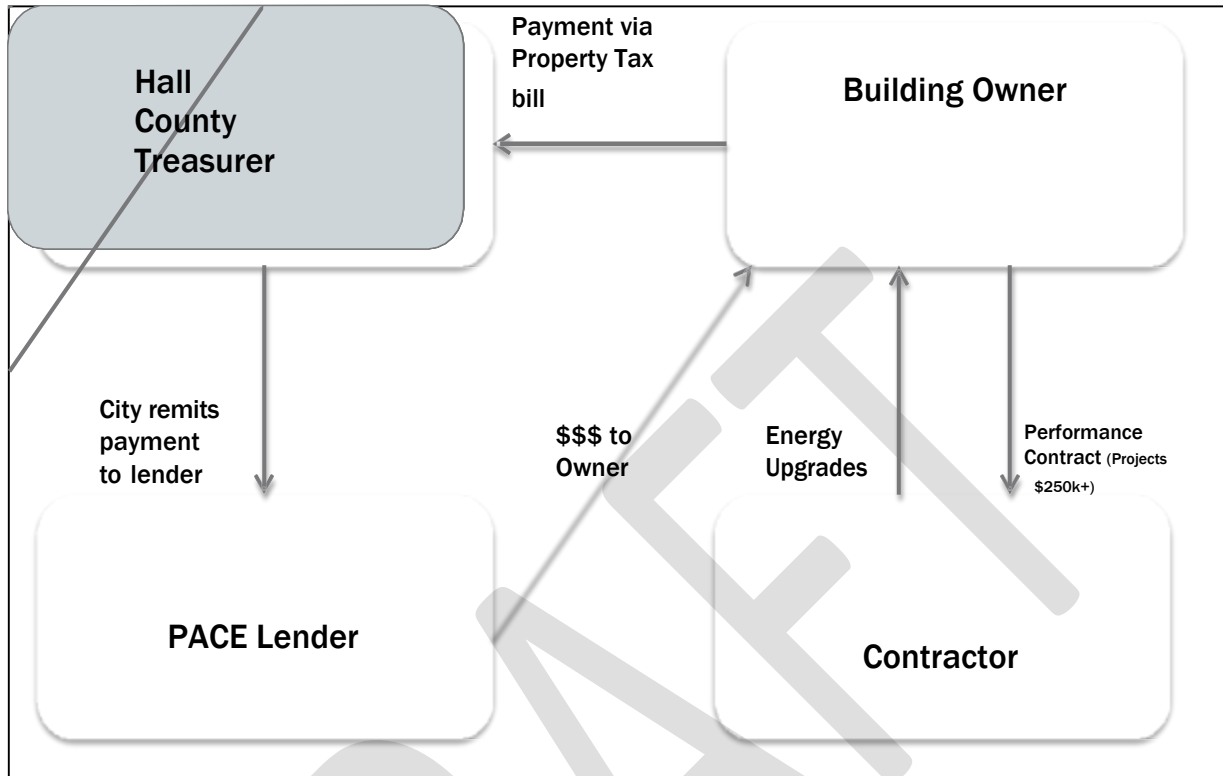 Hall
County
Treasurer
Payment via
Property Tax
bill
Building Owner
City remits
payment
to lender
$$$ to
Owner
Energy
Upgrades
Performance
Contract (Projects
$250k+)
PACE Lender
Contractor
DRAFT